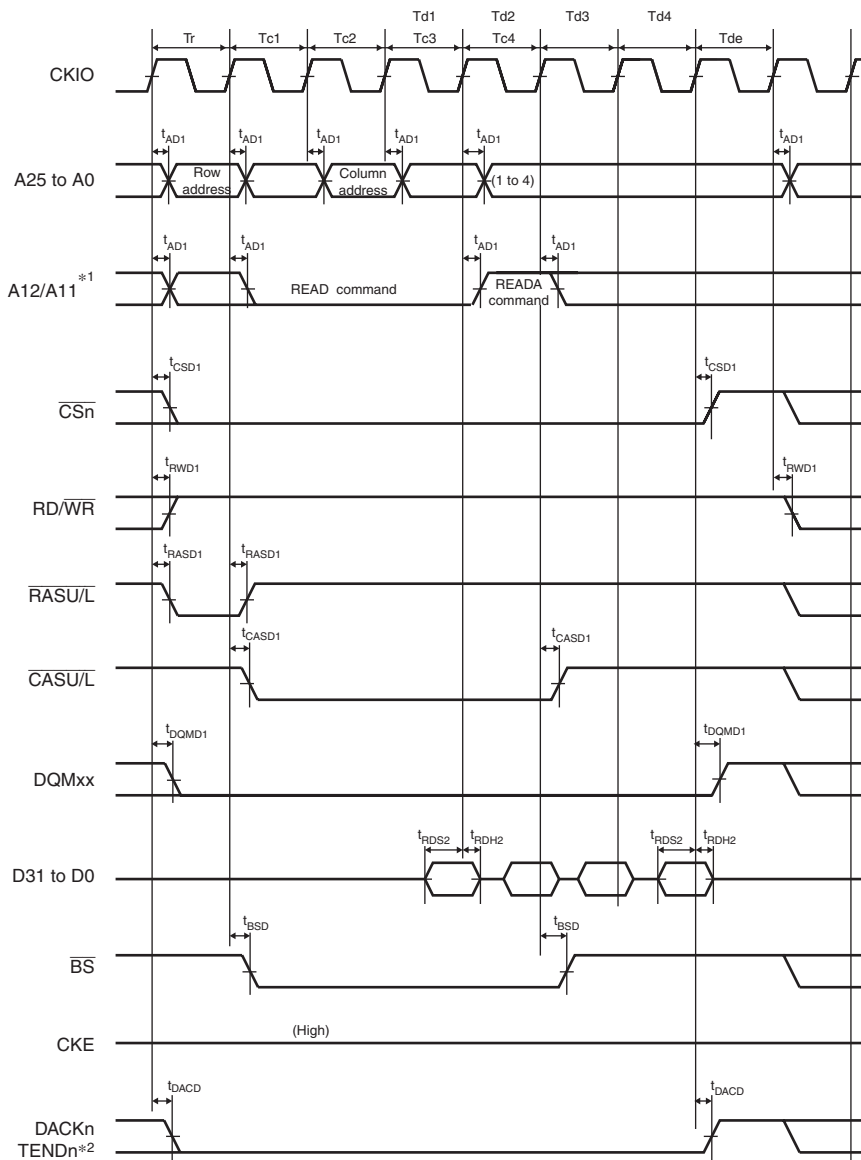 Td1 Td2 Td3 Td4
Tr Tc1 Tc2 Tc3 Tc4 Tde
CKIO
tAD1 tAD1 tAD1 tAD1 tAD1 tAD1
A25 to A0
Row address
Column address
(1 to 4)
tAD1 tAD1 tAD1 tAD1
A12/A11 *1
READ command
READA command
tCSD1 tCSD1
CSn
tRWD1 tRWD1
RD/WR
tRASD1 tRASD1
RASU/L
tCASD1 tCASD1
CASU/L
tDQMD1 tDQMD1
DQMxx
tRDS2 tRDH2 tRDS2 tRDH2
D31 to D0
tBSD tBSD
BS
(High)
CKE
tDACD tDACD
DACKn
TENDn*2